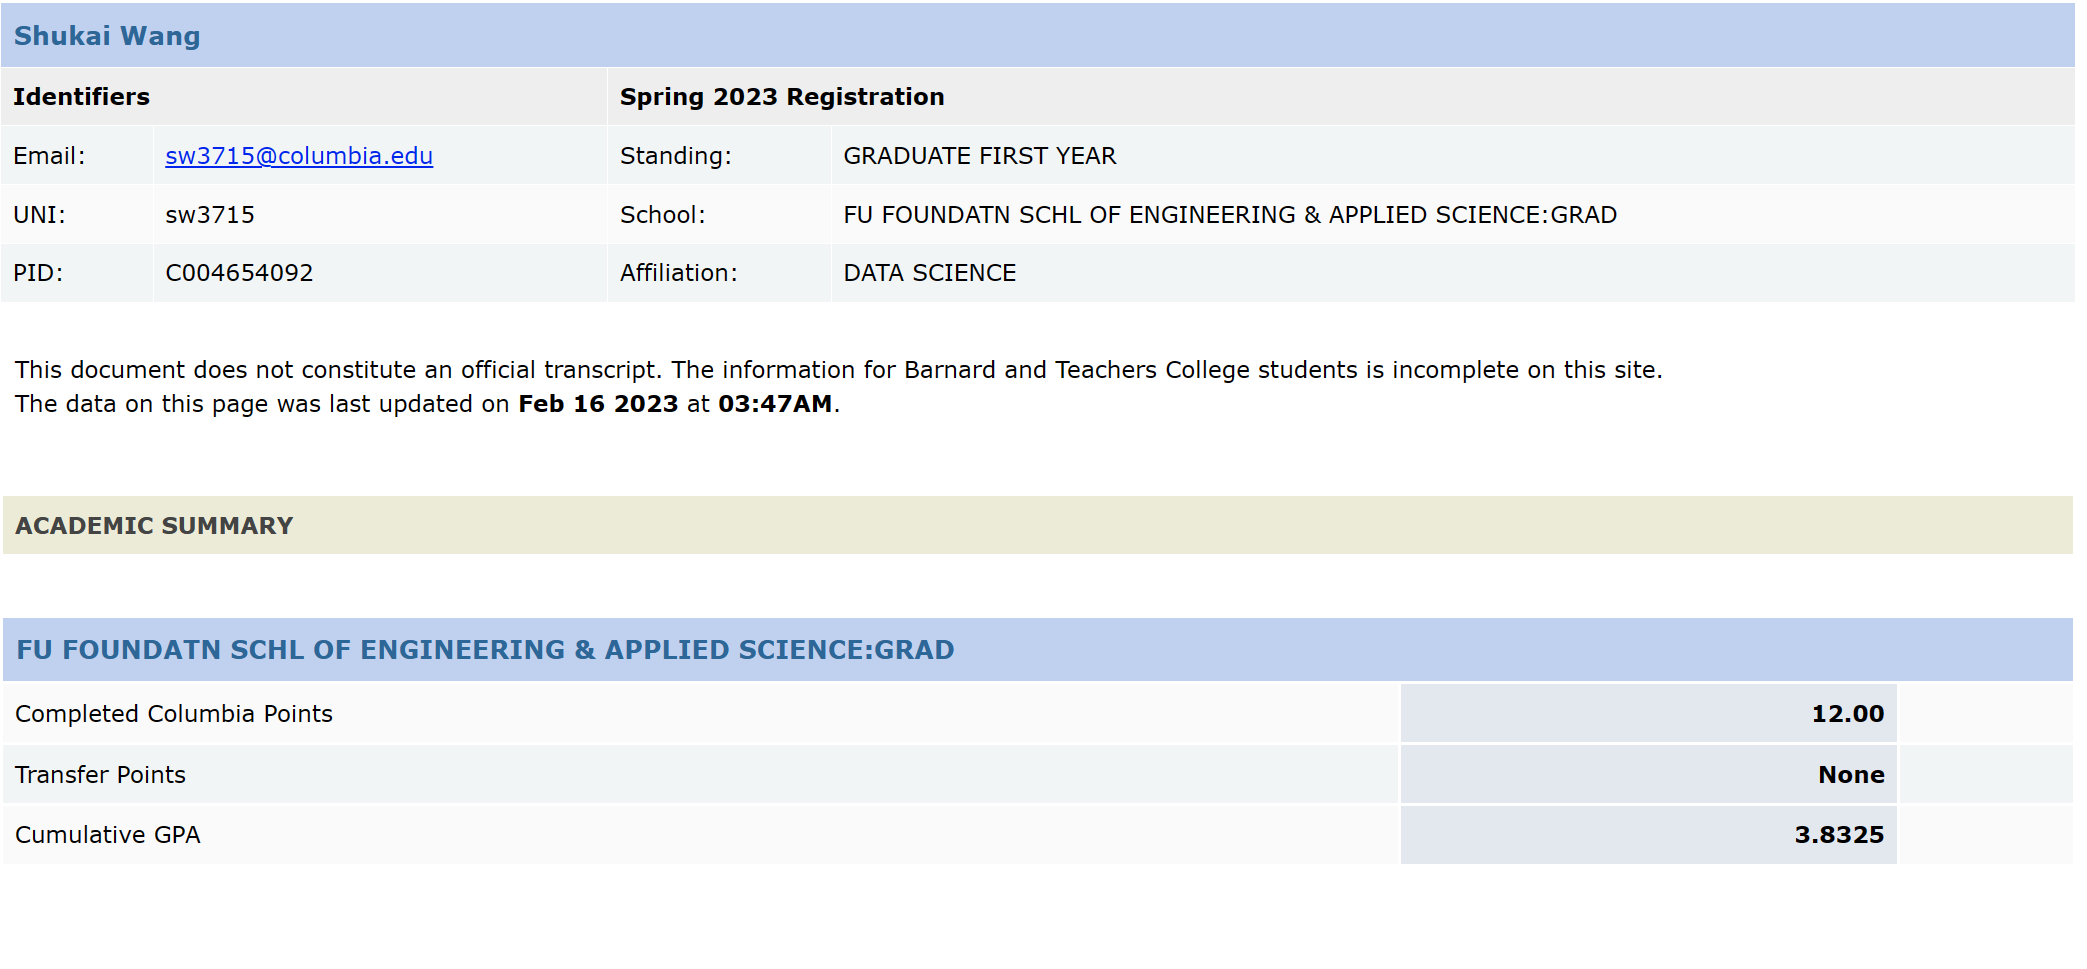 Shukai Wang
Identifiers Spring 2023 Registration
Email: sw3715@columbia.edu Standing: GRADUATE FIRST YEAR
UNI: sw3715 School: FU FOUNDATN SCHL OF ENGINEERING & APPLIED SCIENCE:GRAD
PID: C004654092 Affiliation: DATA SCIENCE
This document does not constitute an official transcript. The information for Barnard and Teachers College students is incomplete on this site.
The data on this page was last updated on Feb 16 2023 at 03:47AM.
ACADEMIC SUMMARY
FU FOUNDATN SCHL OF ENGINEERING & APPLIED SCIENCE:GRAD
Completed Columbia Points 12.00
Transfer Points None
Cumulative GPA 3.8325